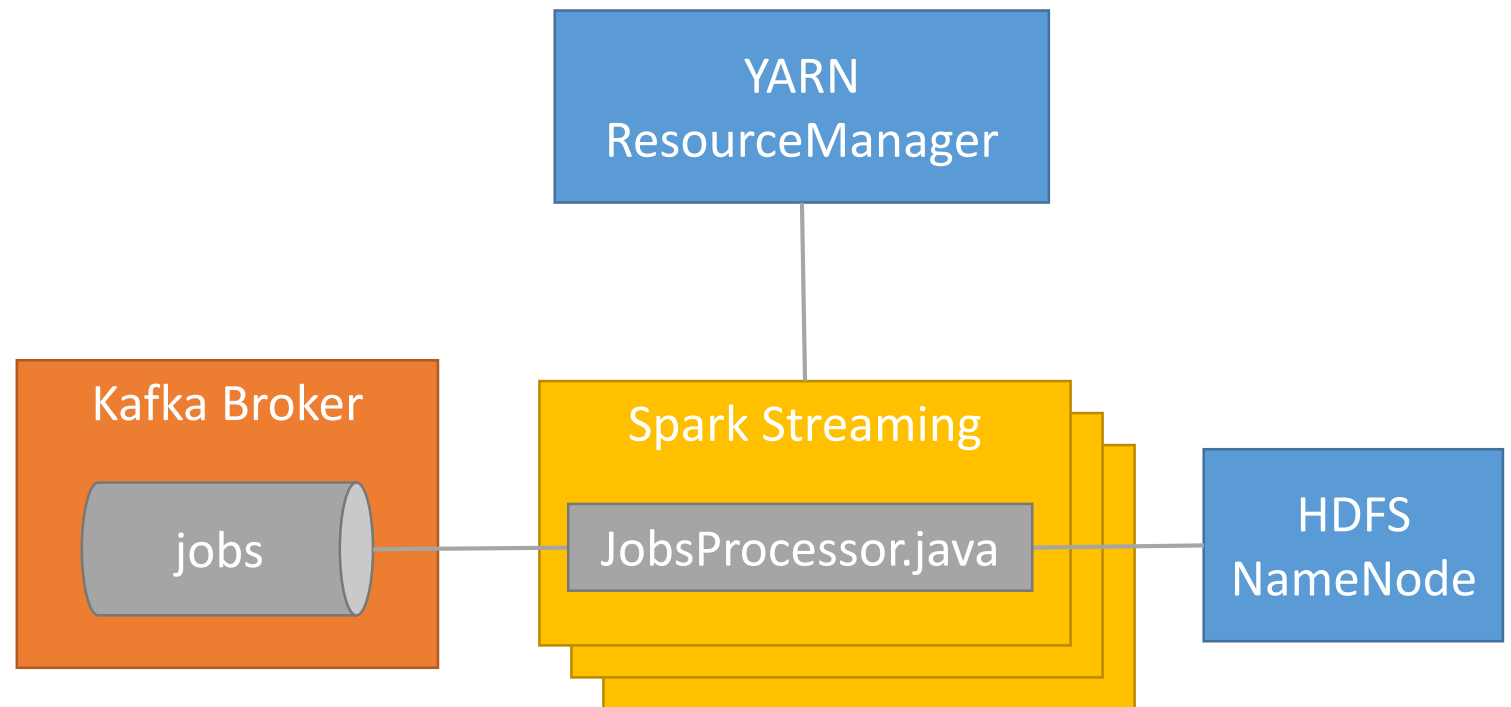 YARN
ResourceManager
Kafka Broker
jobs
Spark Streaming
JobsProcessor.java
HDFS
NameNode